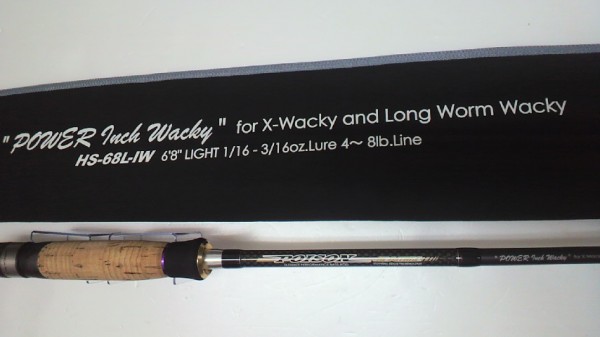 "POWER Inch Wacky" for X-Wacky and Long Worm Wacky
HS-68L-IW 6'8" LIGHT 1/16 - 3/16oz.Lure 4〜 8lb.Line
POISON
"POWER Inch Wacky"